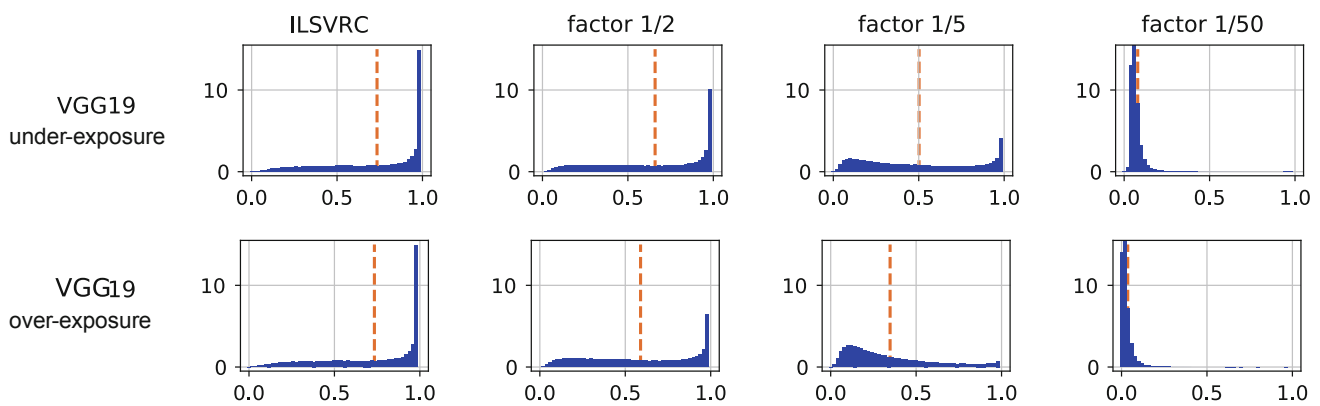 ILSVRC factor 1/2 factor 1/5 factor 1/50
VGG19
under-exposure
10 10 10 10
0 0 0 0
0.0 0.5 1.0 0.0 0.5 1.0 0.0 0.5 1.0 0.0 0.5 1.0
VGG19
over-exposure
10 10 10 10
0 0 0 0
0.0 0.5 1.0 0.0 0.5 1.0 0.0 0.5 1.0 0.0 0.5 1.0